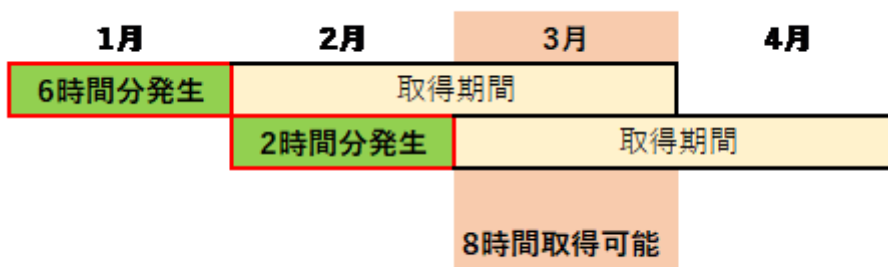 1月 2月 3月 4月
6時間分発生 取得期間
2時間分発生 取得期間
8時間取得可能